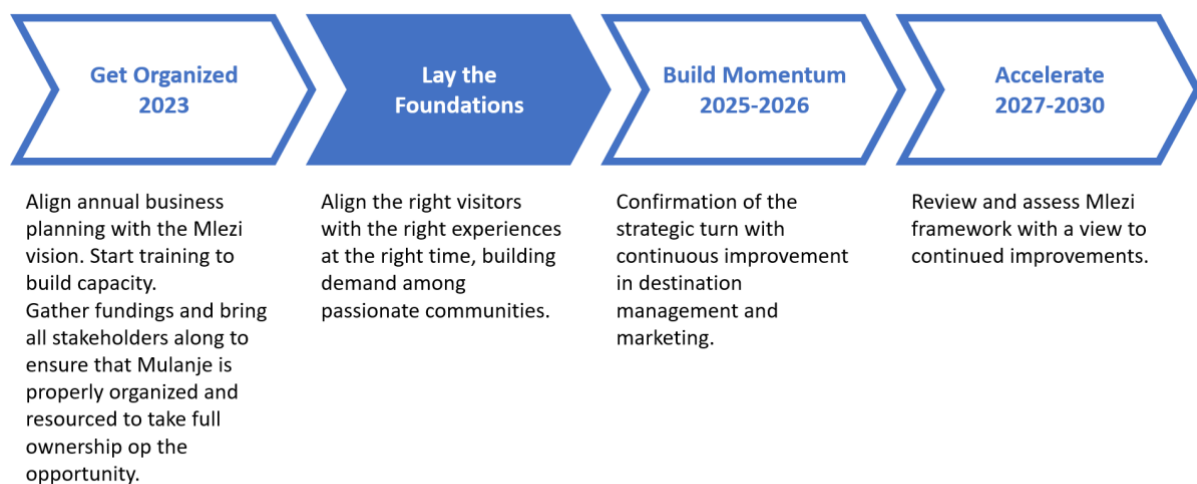 Get Organized
2023
Lay the
Foundations
Build Momentum
2025-2026
Accelerate
2027-2030
Align annual business
planning with the Mlezi
vision. Start training to
build capacity.
Gather fundings and bring
all stakeholders along to
ensure that Mulanje is
properly organized and
resourced to take full
ownership op the
opportunity.
Align the right visitors
with the right experiences
at the right time, building
demand among
passionate communities.
Confirmation of the
strategic turn with
continuous improvement
in destination
management and
marketing.
Review and assess Mlezi
framework with a view to
continued improvements.